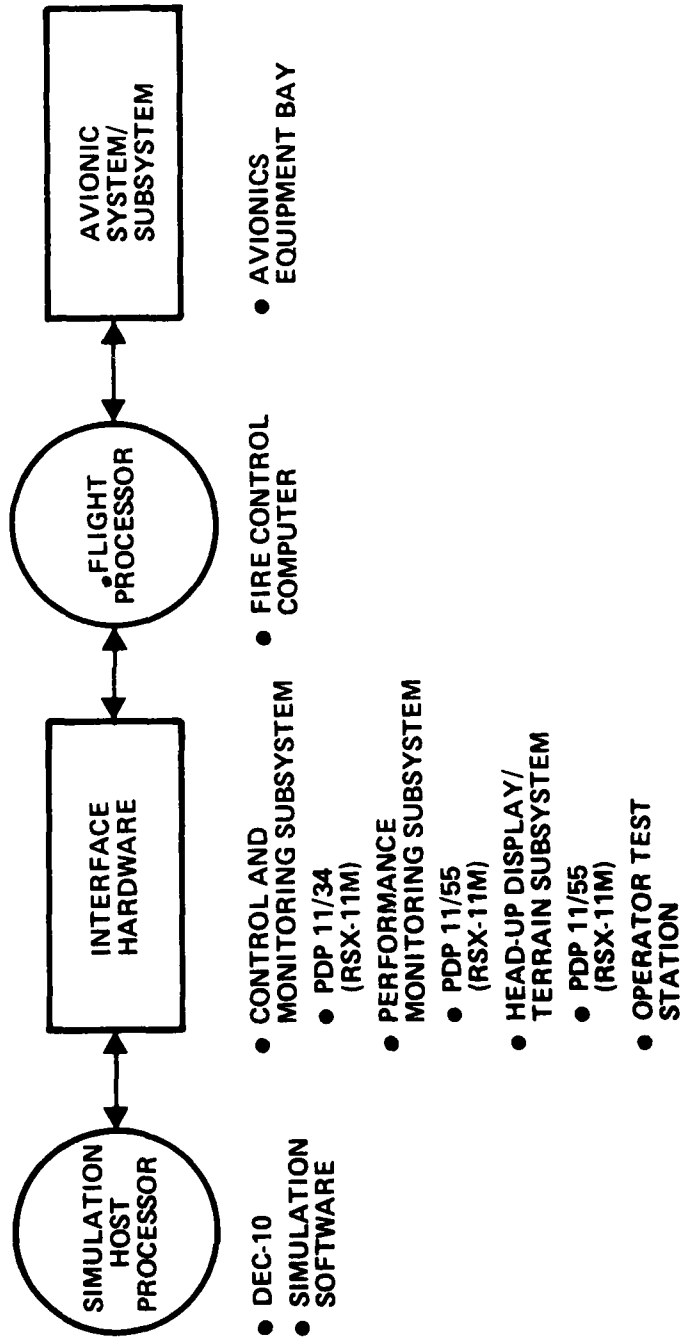 SIMULATION
HOST
PROCESSOR
● DEC-10
● SIMULATION
SOFTWARE
INTERFACE
HARDWARE
● CONTROL AND
MONITORING SUBSYSTEM
● PDP 11/34
(RSX-11M)
● PERFORMANCE
MONITORING SUBSYSTEM
● PDP 11/55
(RSX-11M)
● HEAD-UP DISPLAY/
TERRAIN SUBSYSTEM
● PDP 11/55
(RSX-11M)
● OPERATOR TEST
STATION
●FLIGHT
PROCESSOR
● FIRE CONTROL
COMPUTER
AVIONIC
SYSTEM/
SUBSYSTEM
● AVIONICS
EQUIPMENT BAY